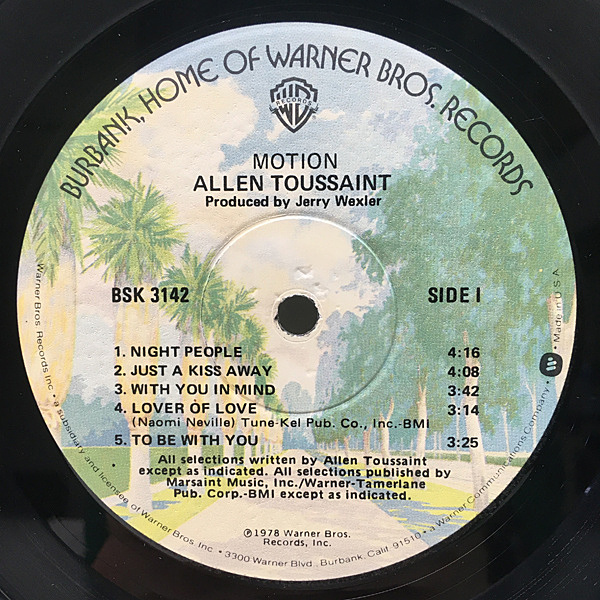 BURBANK, HOME OF WARNER BROS. RECORDS
RECORDS
MOTION
ALLEN TOUSSAINT
Produced by Jerry Wexler
BSK 3142
SIDE I
1. NIGHT PEOPLE 4:16
2. JUST A KISS AWAY 4:08
3. WITH YOU IN MIND 3:42
4. LOVER OF LOVE 3:14
(Naomi Neville) Tune-Kel Pub. Co., Inc.-BMI
5. TO BE WITH YOU 3:25
All selections written by Allen Toussaint
except as indicated. All selections published by
Marsaint Music, Inc./Warner-Tamerlane
Pub. Corp.-BMI except as indicated.
℗1978 Warner Bros.
Records, Inc.
Warner Bros. Records Inc. • a subsidiary and licensee of Warner Bros. Inc. • 3300 Warner Blvd., Burbank, Calif. 91510 • a Warner Communications Company • Made in U.S.A.